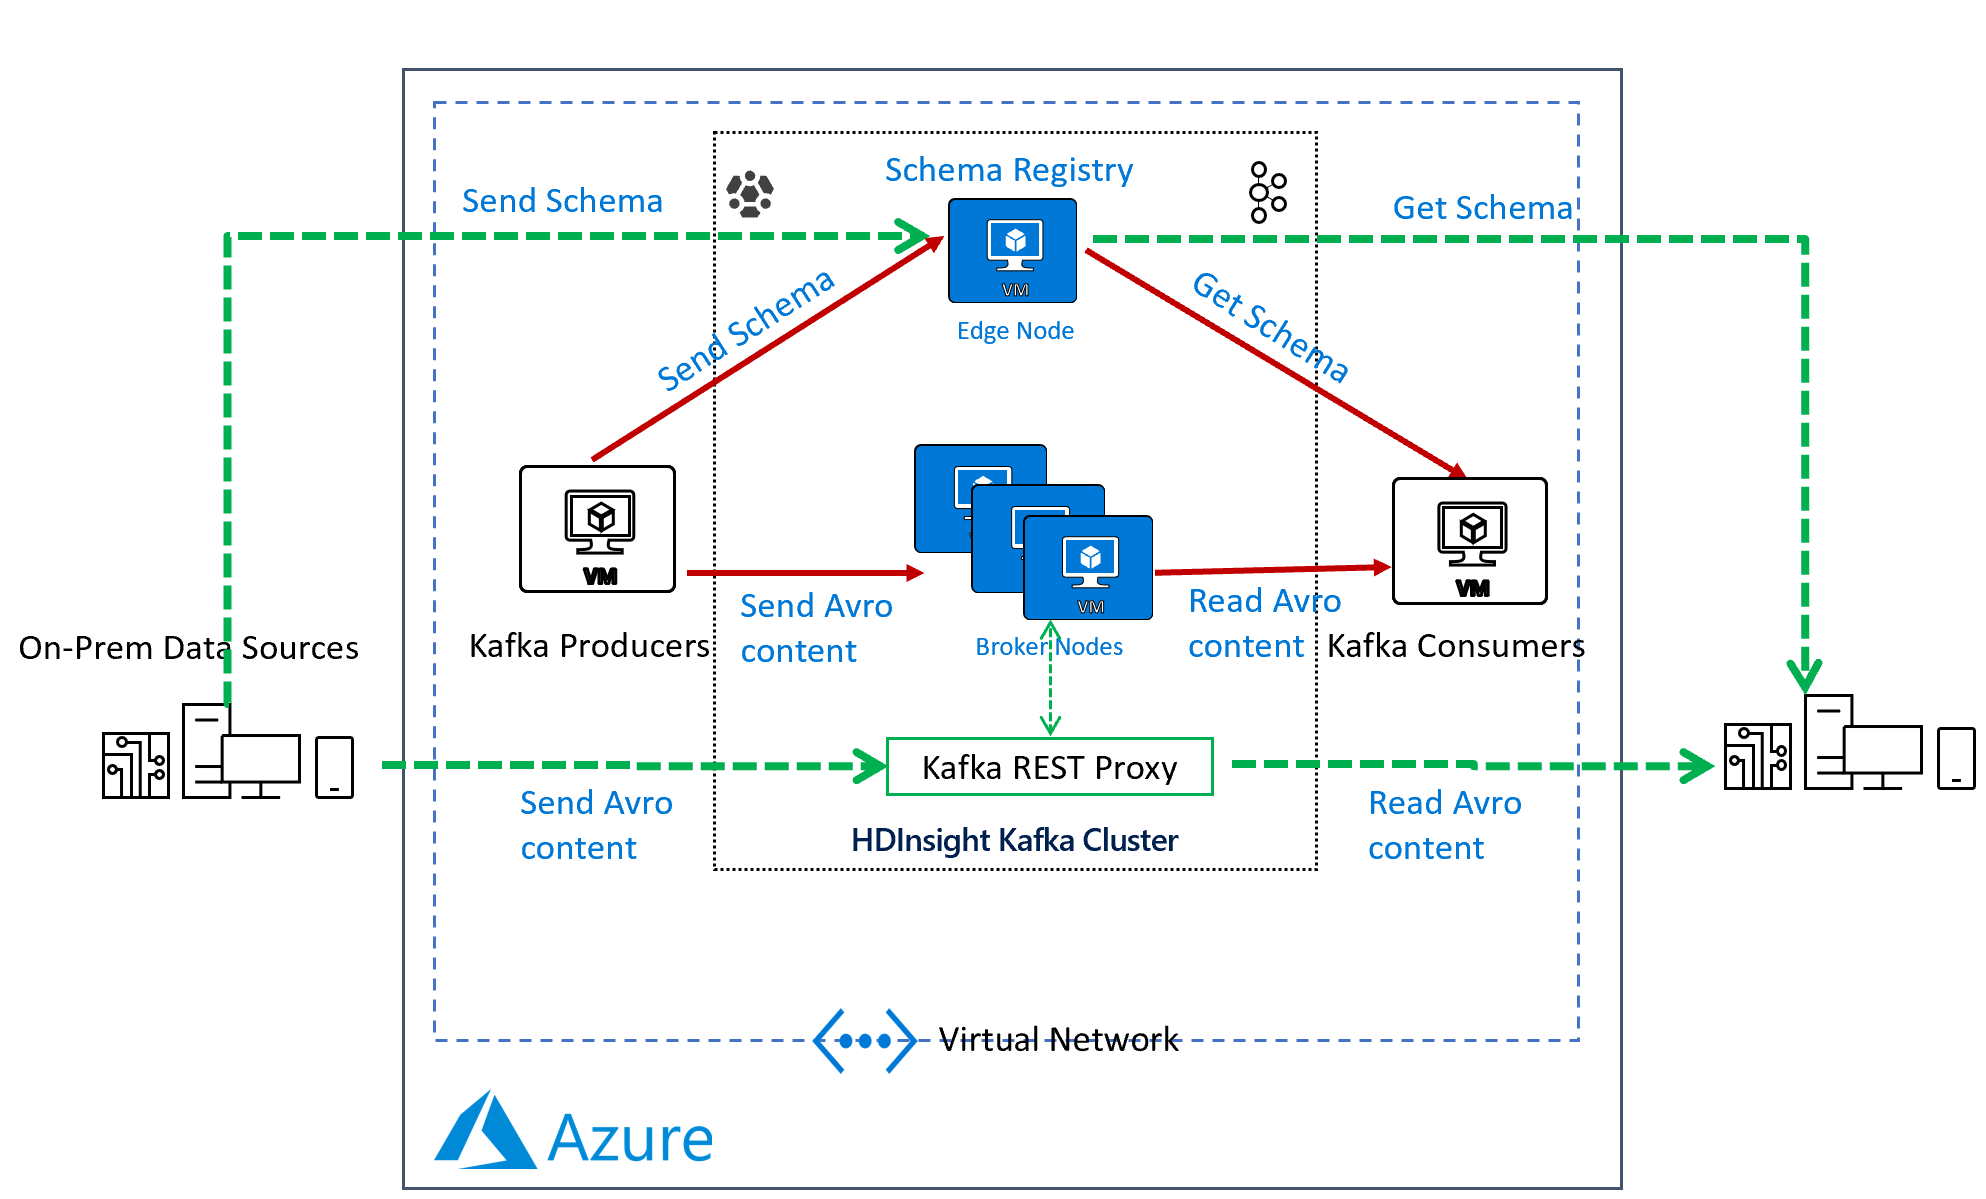 Schema Registry
Send Schema
Get Schema
VM
Edge Node
Send Schema
Get Schema
VM
VM
VM
Send Avro
content
Read Avro
content
On-Prem Data Sources
Kafka Producers
Broker Nodes
Kafka Consumers
Kafka REST Proxy
Send Avro
content
Read Avro
content
HDInsight Kafka Cluster
Virtual Network
Azure